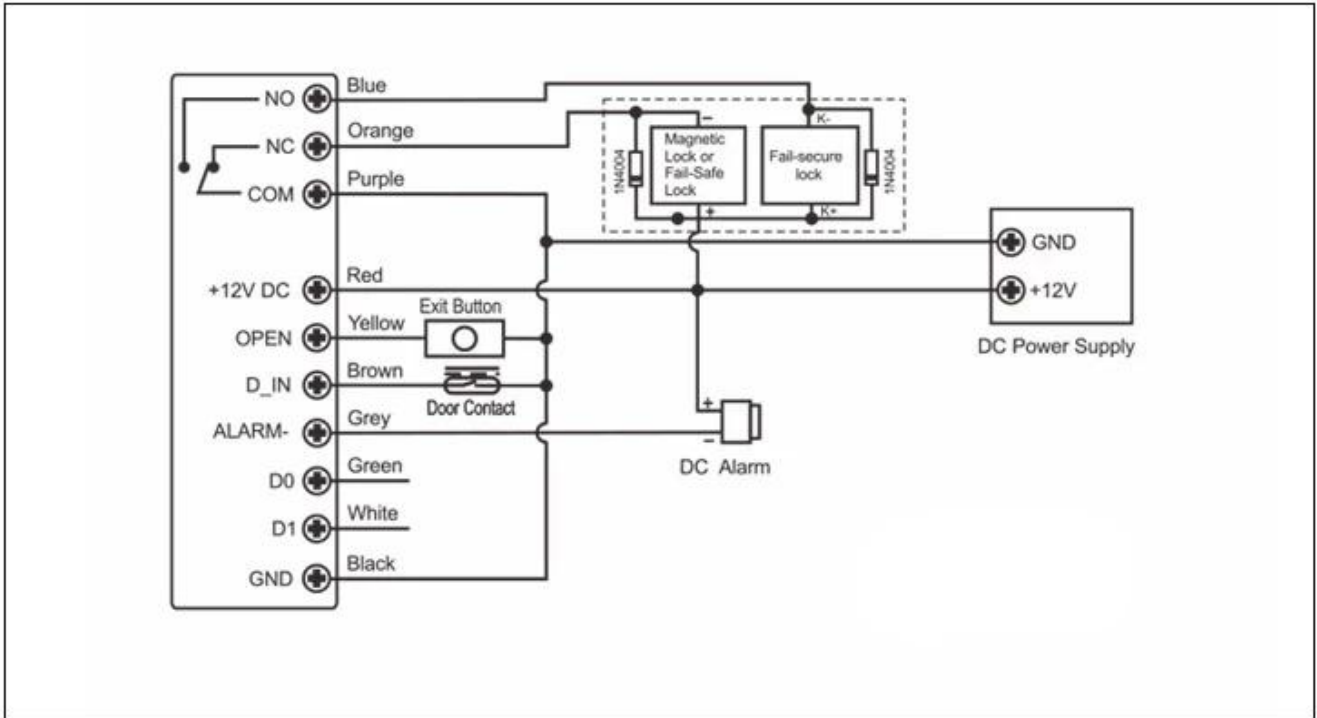 NO
Blue
NC
Orange
COM
Purple
+12V DC
Red
OPEN
Yellow
Exit Button
D_IN
Brown
Door Contact
ALARM-
Grey
D0
Green
D1
White
GND
Black
1N4004
−
Magnetic
Lock or
Fail-Safe
Lock
+
K-
Fail-secure
lock
K+
1N4004
GND
+12V
DC Power Supply
+
−
DC Alarm